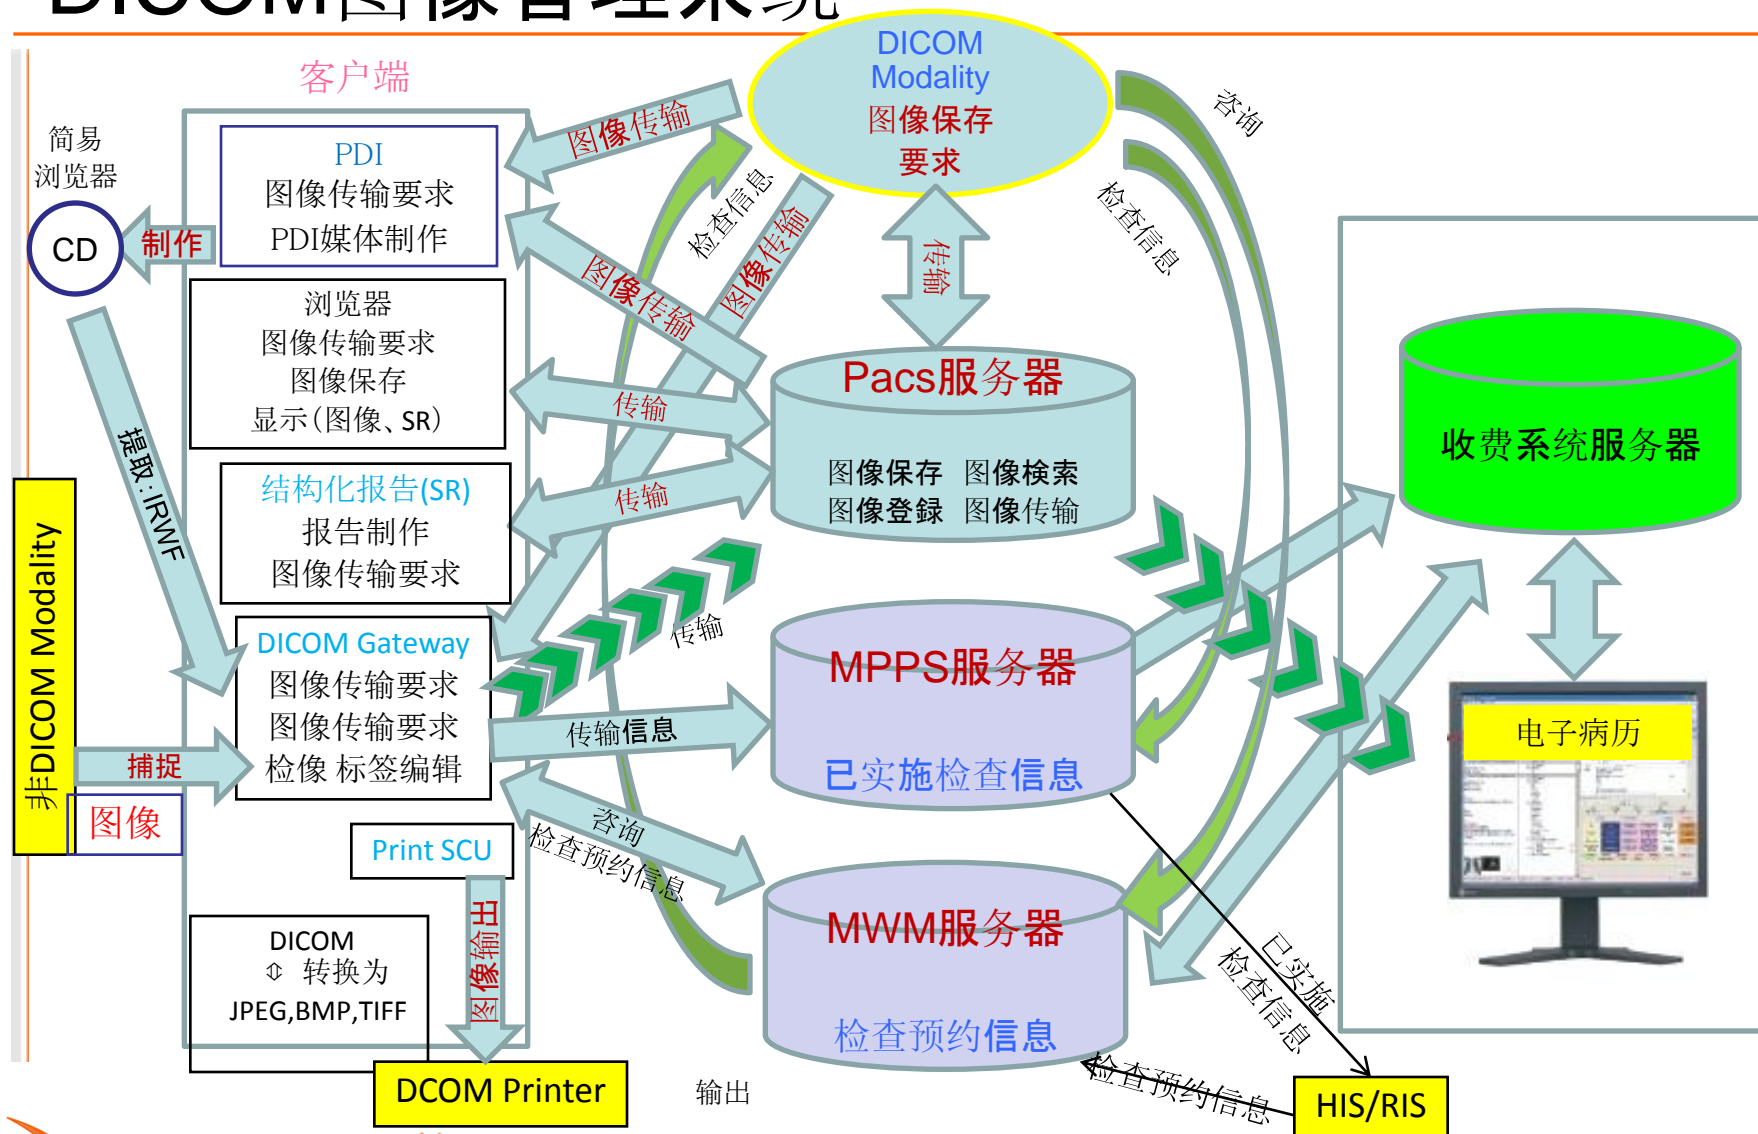 DICOM图像管理系统
客户端
简易
浏览器
CD
制作
PDI
图像传输要求
PDI媒体制作
浏览器
图像传输要求
图像保存
显示(图像、SR)
结构化报告(SR)
报告制作
图像传输要求
DICOM Gateway
图像传输要求
图像传输要求
检像 标签编辑
Print SCU
图像输出
DICOM
⇕ 转换为
JPEG,BMP,TIFF
DCOM Printer
输出
非DICOM Modality
捕捉
图像
提取:IRWF
DICOM
Modality
图像保存
要求
图像传输
图像传输
图像传输
检查信息
传输
传输
传输
传输
传输信息
咨询
检查预约信息
咨询
检查信息
Pacs服务器
图像保存 图像検索
图像登録 图像传输
MPPS服务器
已实施检查信息
MWM服务器
检查预约信息
收费系统服务器
电子病历
已实施
检查信息
检查预约信息
HIS/RIS